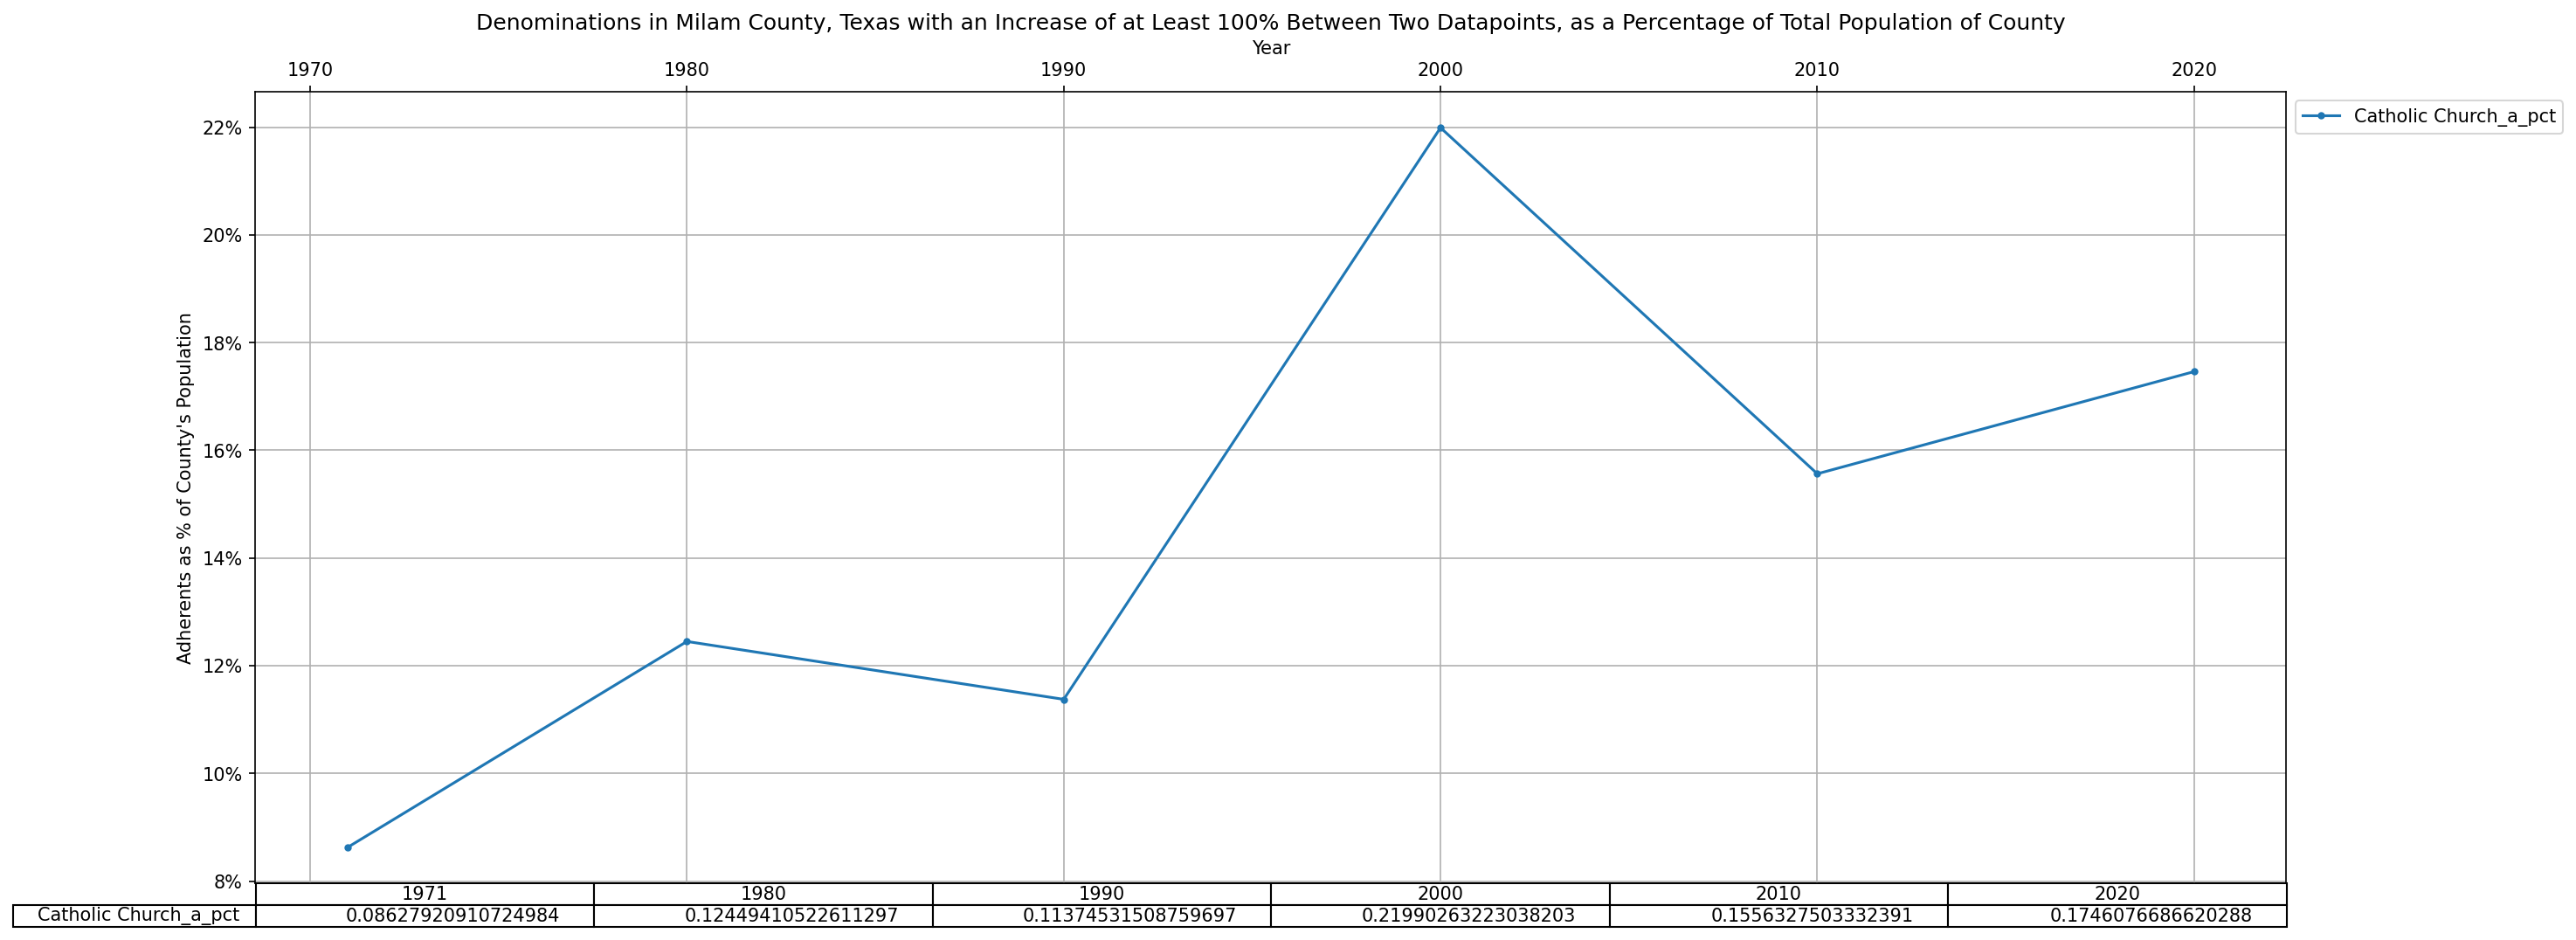 Denominations in Milam County, Texas with an Increase of at Least 100% Between Two Datapoints, as a Percentage of Total Population of County
Year
1970 1980 1990 2000 2010 2020
Catholic Church_a_pct
Adherents as % of County's Population
22%
20%
18%
16%
14%
12%
10%
8%
1971 1980 1990 2000 2010 2020
Catholic Church_a_pct 0.08627920910724984 0.12449410522611297 0.11374531508759697 0.21990263223038203 0.1556327503332391 0.1746076686620288